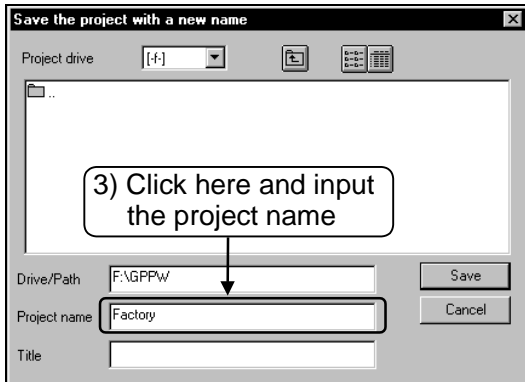 Save the project with a new name
Project drive [-f-]
..
3) Click here and input
the project name
Drive/Path F:\GPPW Save
Project name Factory Cancel
Title